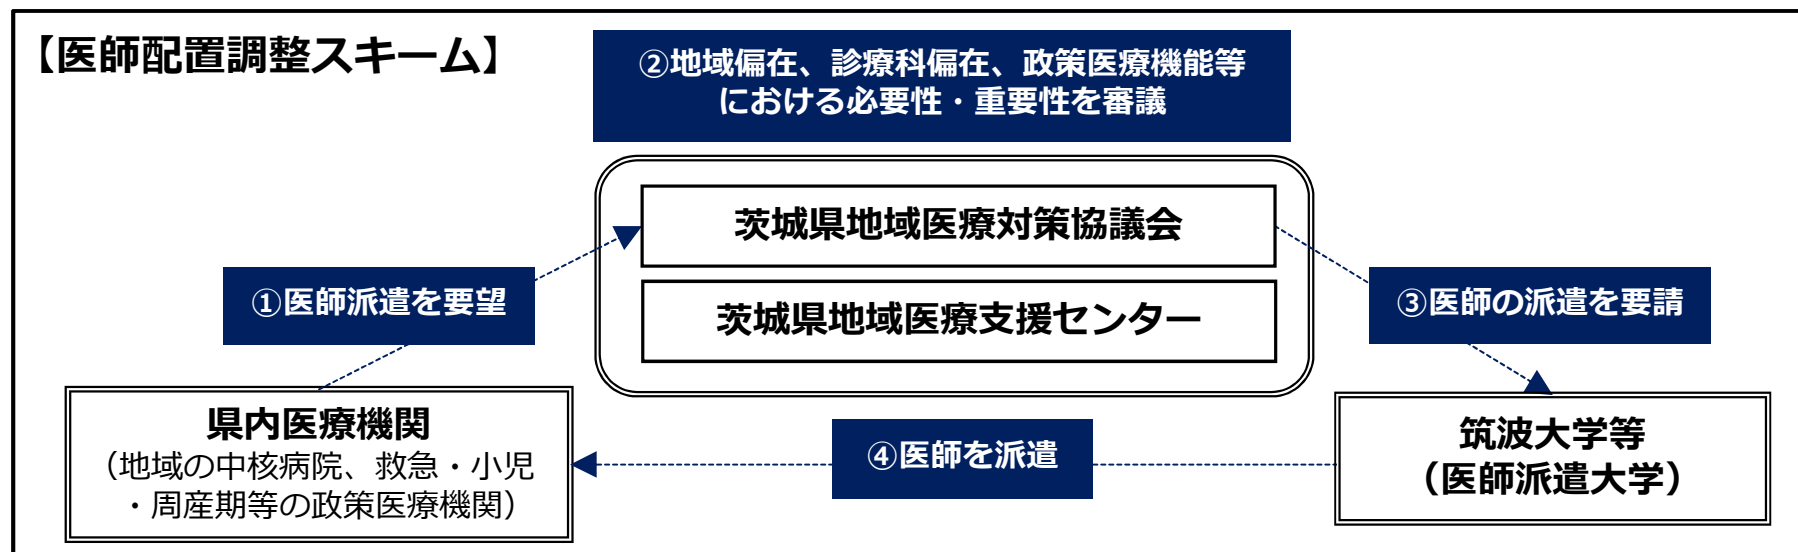 【医師配置調整スキーム】
②地域偏在、診療科偏在、政策医療機能等
における必要性・重要性を審議
茨城県地域医療対策協議会
茨城県地域医療支援センター
①医師派遣を要望
③医師の派遣を要請
県内医療機関
（地域の中核病院、救急・小児
・周産期等の政策医療機関）
④医師を派遣
筑波大学等
（医師派遣大学）